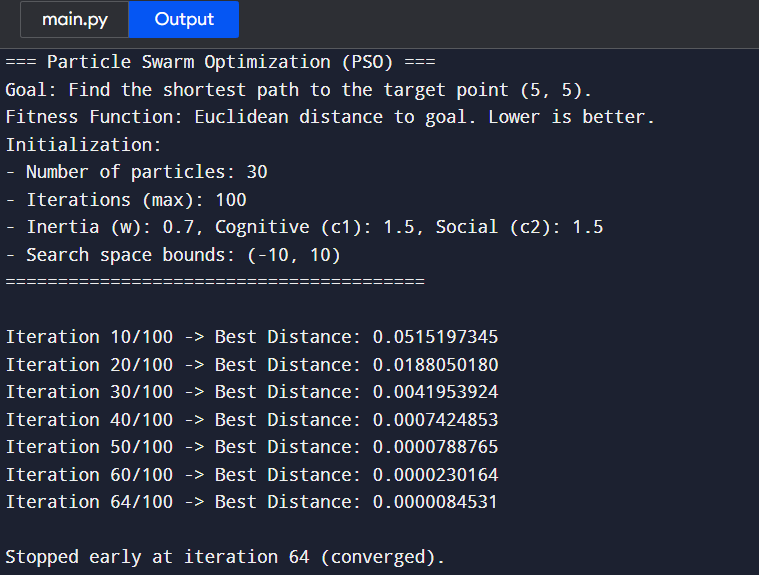 main.py Output
=== Particle Swarm Optimization (PSO) ===
Goal: Find the shortest path to the target point (5, 5).
Fitness Function: Euclidean distance to goal. Lower is better.
Initialization:
- Number of particles: 30
- Iterations (max): 100
- Inertia (w): 0.7, Cognitive (c1): 1.5, Social (c2): 1.5
- Search space bounds: (-10, 10)
========================================
Iteration 10/100 -> Best Distance: 0.0515197345
Iteration 20/100 -> Best Distance: 0.0188050180
Iteration 30/100 -> Best Distance: 0.0041953924
Iteration 40/100 -> Best Distance: 0.0007424853
Iteration 50/100 -> Best Distance: 0.0000788765
Iteration 60/100 -> Best Distance: 0.0000230164
Iteration 64/100 -> Best Distance: 0.0000084531
Stopped early at iteration 64 (converged).